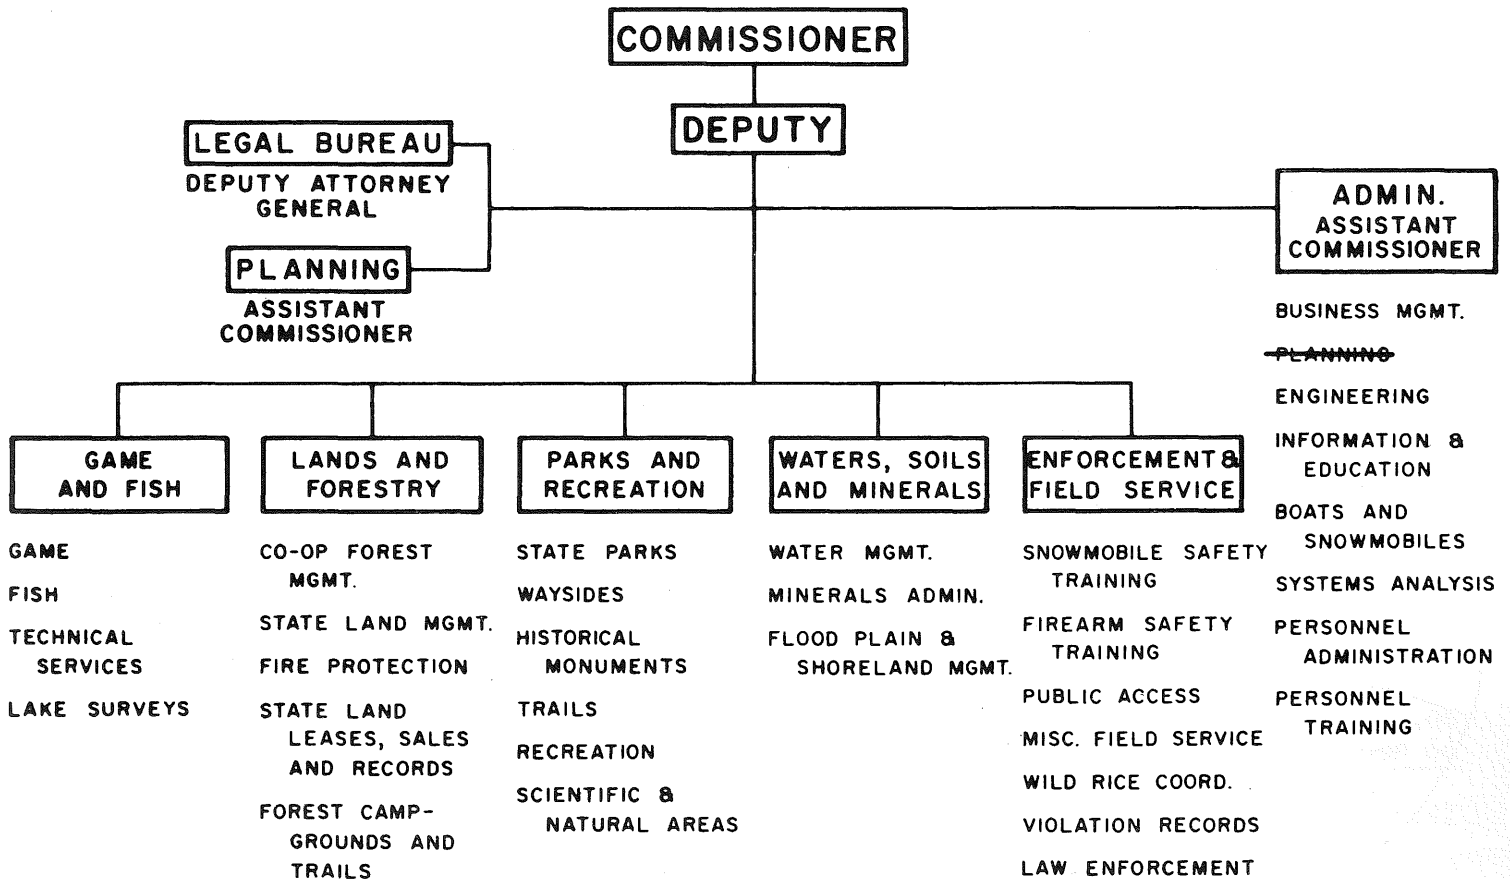 COMMISSIONER
DEPUTY
LEGAL BUREAU
DEPUTY ATTORNEY
GENERAL
PLANNING
ASSISTANT
COMMISSIONER
ADMIN.
ASSISTANT
COMMISSIONER
BUSINESS MGMT.
PLANNING
ENGINEERING
INFORMATION &
EDUCATION
BOATS AND
SNOWMOBILES
SYSTEMS ANALYSIS
PERSONNEL
ADMINISTRATION
PERSONNEL
TRAINING
GAME
AND FISH
GAME
FISH
TECHNICAL
SERVICES
LAKE SURVEYS
LANDS AND
FORESTRY
CO-OP FOREST
MGMT.
STATE LAND MGMT.
FIRE PROTECTION
STATE LAND
LEASES, SALES
AND RECORDS
FOREST CAMP-
GROUNDS AND
TRAILS
PARKS AND
RECREATION
STATE PARKS
WAYSIDES
HISTORICAL
MONUMENTS
TRAILS
RECREATION
SCIENTIFIC &
NATURAL AREAS
WATERS, SOILS
AND MINERALS
WATER MGMT.
MINERALS ADMIN.
FLOOD PLAIN &
SHORELAND MGMT.
ENFORCEMENT &
FIELD SERVICE
SNOWMOBILE SAFETY
TRAINING
FIREARM SAFETY
TRAINING
PUBLIC ACCESS
MISC. FIELD SERVICE
WILD RICE COORD.
VIOLATION RECORDS
LAW ENFORCEMENT